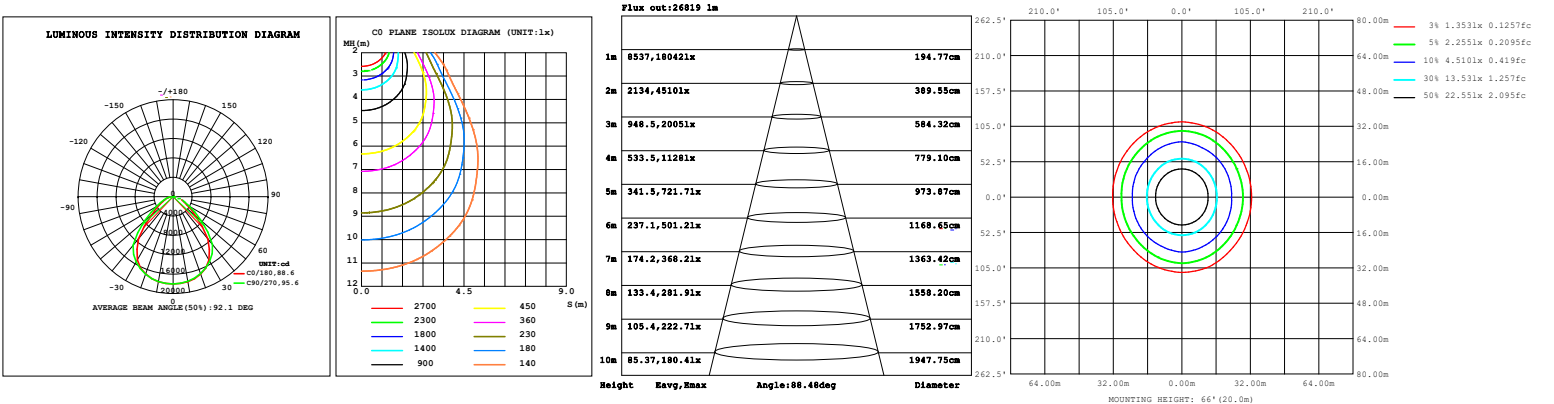 LUMINOUS INTENSITY DISTRIBUTION DIAGRAM
-/+180
-150 150
-120 120
-90 90
60
-30 30
0
0
4000
8000
12000
16000
20000
UNIT:cd
C0/180,88.6
C90/270,95.6
AVERAGE BEAM ANGLE(50%):92.1 DEG
C0 PLANE ISOLUX DIAGRAM (UNIT:lx)
MH(m)
2
3
4
5
6
7
8
9
10
11
12
0.0 4.5 9.0
S(m)
2700 450
2300 360
1800 230
1400 180
900 140
Flux out:26819 lm
1m 8537,18042lx 194.77cm
2m 2134,4510lx 389.55cm
3m 948.5,2005lx 584.32cm
4m 533.5,1128lx 779.10cm
5m 341.5,721.7lx 973.87cm
6m 237.1,501.2lx 1168.65cm
7m 174.2,368.2lx 1363.42cm
8m 133.4,281.9lx 1558.20cm
9m 105.4,222.7lx 1752.97cm
10m 85.37,180.4lx 1947.75cm
Height Eavg,Emax Angle:88.48deg Diameter
210.0' 105.0' 0.0' 105.0' 210.0'
262.5' 80.00m
210.0' 64.00m
157.5' 48.00m
105.0' 32.00m
52.5' 16.00m
0.0' 0.00m
52.5' 16.00m
105.0' 32.00m
157.5' 48.00m
210.0' 64.00m
262.5' 80.00m
64.00m 32.00m 0.00m 32.00m 64.00m
MOUNTING HEIGHT: 66'(20.0m)
3% 1.353lx 0.1257fc
5% 2.255lx 0.2095fc
10% 4.510lx 0.419fc
30% 13.53lx 1.257fc
50% 22.55lx 2.095fc